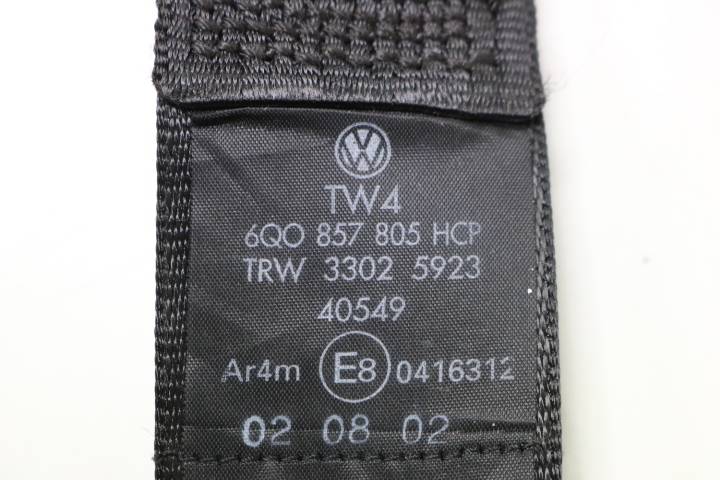 TW4
6Q0 857 805 HCP
TRW 3302 5923
40549
Ar4m E8 0416312
02 08 02